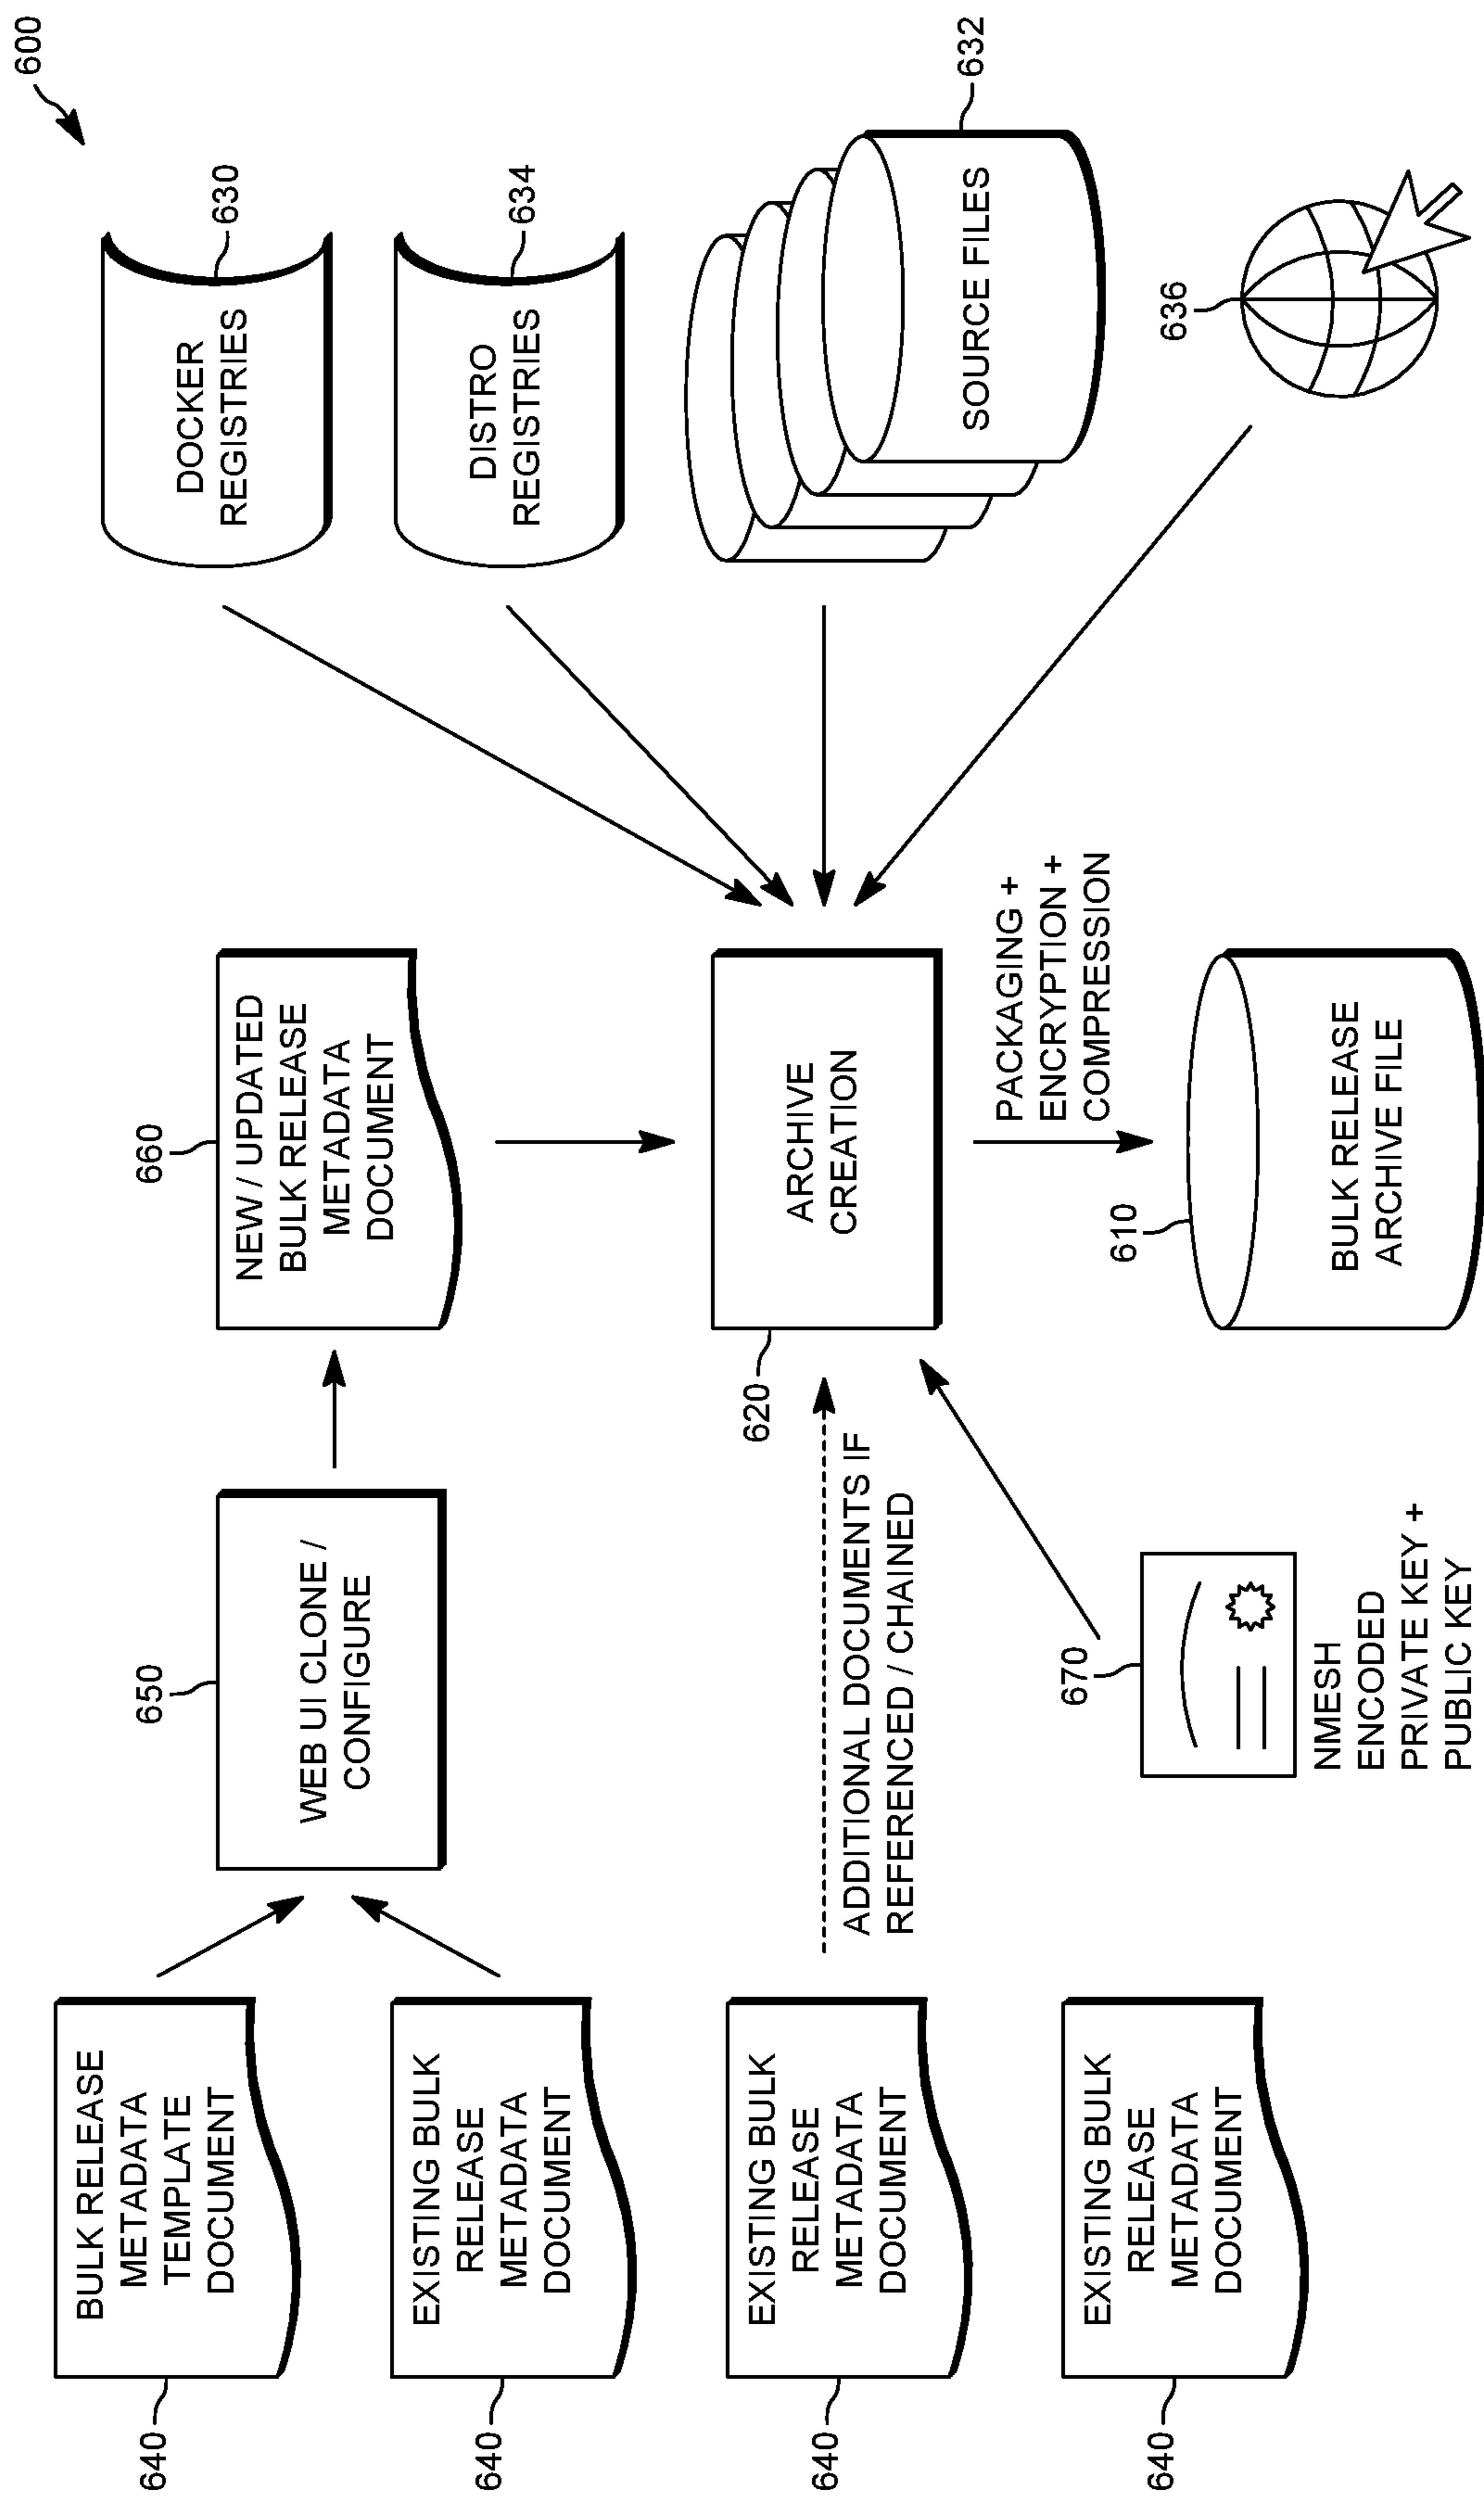 600
640
BULK RELEASE
METADATA
TEMPLATE
DOCUMENT
640
EXISTING BULK
RELEASE
METADATA
DOCUMENT
640
EXISTING BULK
RELEASE
METADATA
DOCUMENT
640
EXISTING BULK
RELEASE
METADATA
DOCUMENT
650
WEB UI CLONE /
CONFIGURE
ADDITIONAL DOCUMENTS IF
REFERENCED / CHAINED
670
NMESH
ENCODED
PRIVATE KEY +
PUBLIC KEY
660
NEW / UPDATED
BULK RELEASE
METADATA
DOCUMENT
620
ARCHIVE
CREATION
PACKAGING +
ENCRYPTION +
COMPRESSION
610
BULK RELEASE
ARCHIVE FILE
DOCKER
REGISTRIES
630
DISTRO
REGISTRIES
634
SOURCE FILES
632
636